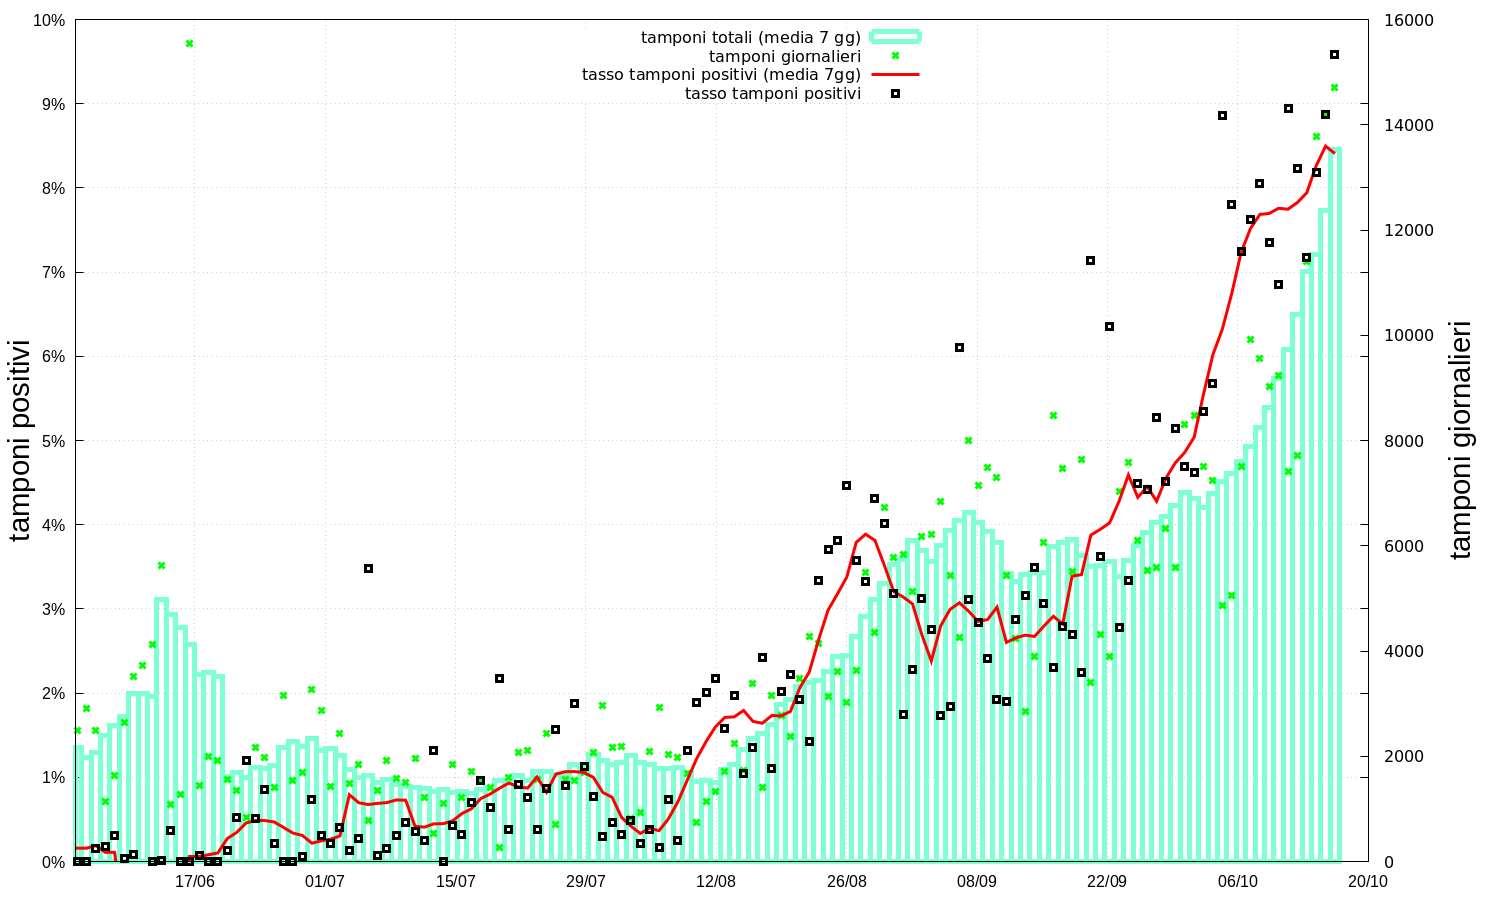 tamponi totali (media 7 gg)
tamponi giornalieri
tasso tamponi positivi (media 7gg)
tasso tamponi positivi
10%
9%
8%
7%
6%
5%
4%
3%
2%
1%
0%
tamponi positivi
16000
14000
12000
10000
8000
6000
4000
2000
0
tamponi giornalieri
17/06 01/07 15/07 29/07 12/08 26/08 08/09 22/09 06/10 20/10